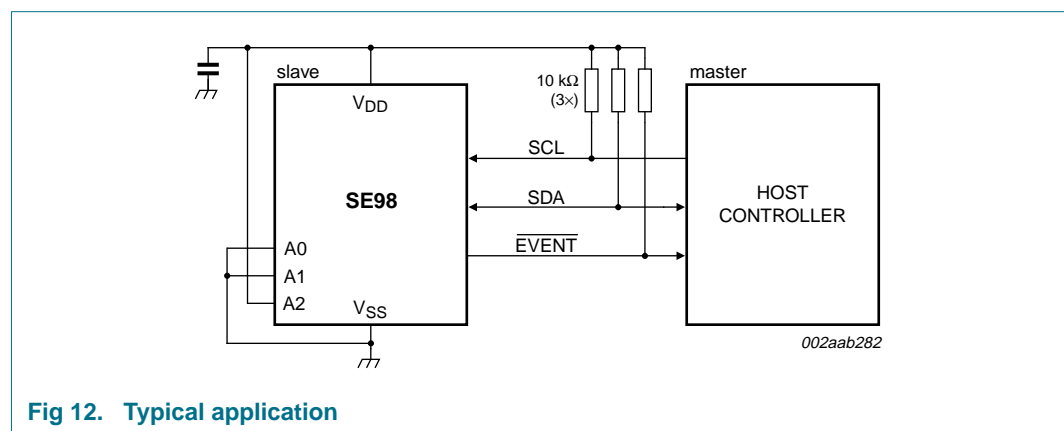 slave
10 kΩ
(3×)
master
VDD
SCL
SE98
SDA
HOST
CONTROLLER
EVENT
A0
A1
A2
VSS
002aab282
Fig 12. Typical application